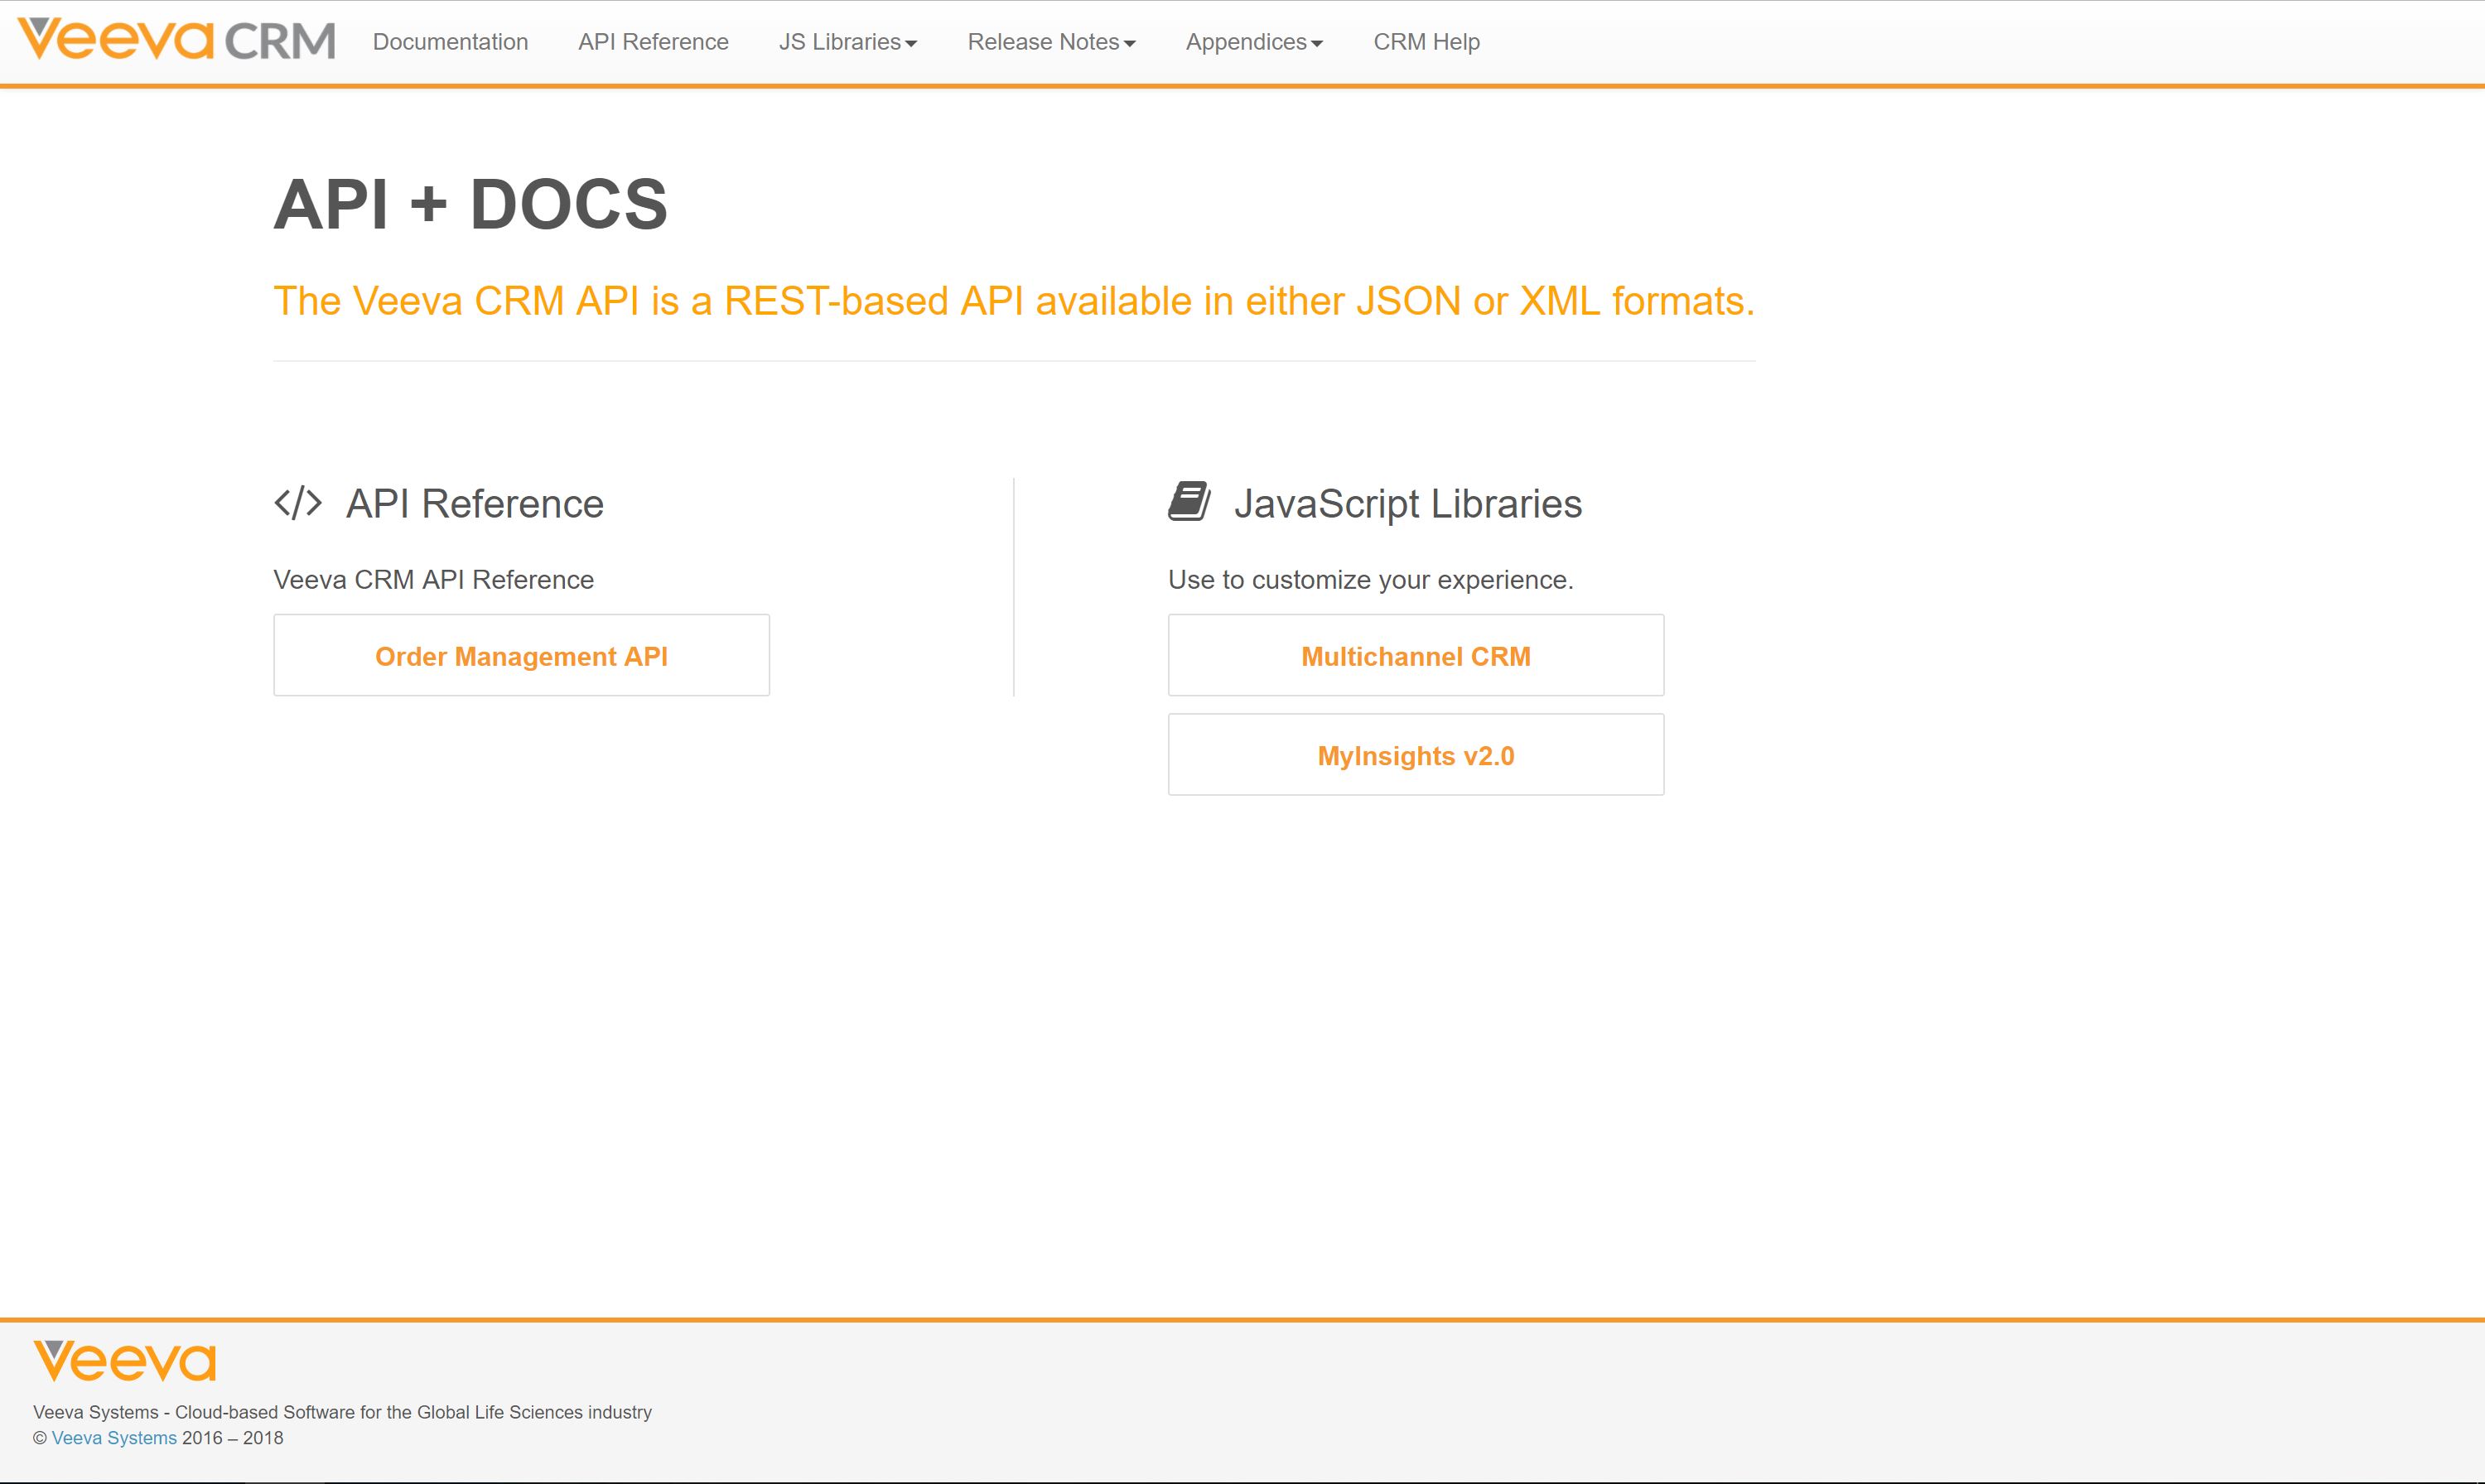 Veeva CRM Documentation API Reference JS Libraries Release Notes Appendices CRM Help
API + DOCS
The Veeva CRM API is a REST-based API available in either JSON or XML formats.
</> API Reference
Veeva CRM API Reference
Order Management API
JavaScript Libraries
Use to customize your experience.
Multichannel CRM
MyInsights v2.0
Veeva
Veeva Systems - Cloud-based Software for the Global Life Sciences industry
© Veeva Systems 2016 – 2018